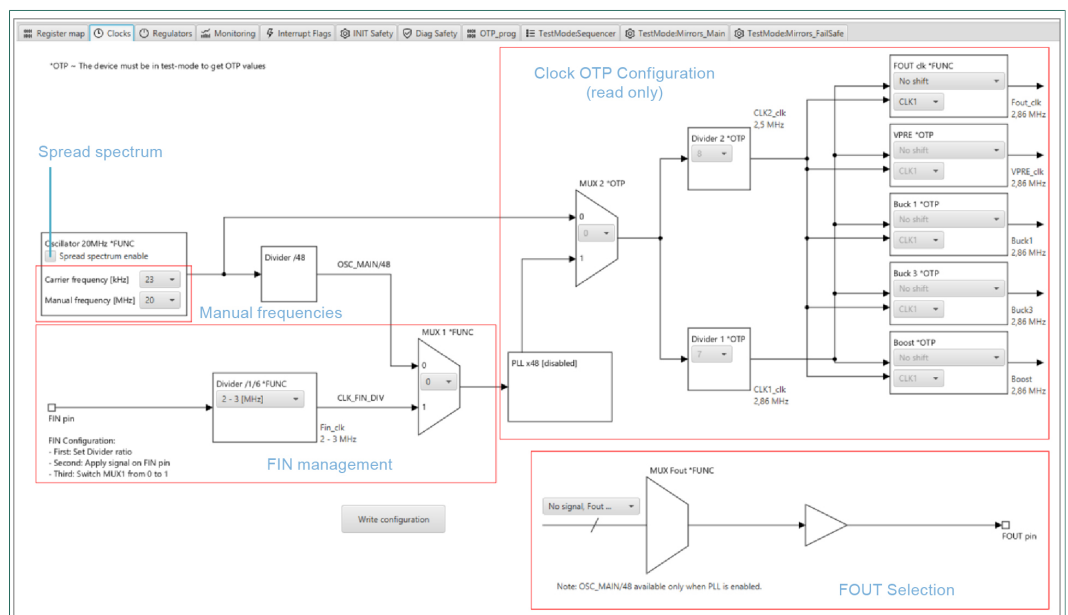 Register map
Clocks
Regulators
Monitoring
Interrupt Flags
INIT Safety
Diag Safety
OTP_prog
TestMode:Sequencer
TestMode:Mirrors_Main
TestMode:Mirrors_FailSafe
*OTP ~ The device must be in test-mode to get OTP values
Clock OTP Configuration
(read only)
Spread spectrum
Oscillator 20MHz *FUNC
Spread spectrum enable
Carrier frequency [kHz]
23
Manual frequency [MHz]
20
Manual frequencies
Divider /48
OSC_MAIN/48
MUX 1 *FUNC
0
0
1
Divider /1/6 *FUNC
2 - 3 [MHz]
CLK_FIN_DIV
Fin_clk
2 - 3 MHz
FIN pin
FIN Configuration:
- First: Set Divider ratio
- Second: Apply signal on FIN pin
- Third: Switch MUX1 from 0 to 1
FIN management
PLL x48 [disabled]
MUX 2 *OTP
0
0
1
Divider 2 *OTP
8
CLK2_clk
2,5 MHz
Divider 1 *OTP
7
CLK1_clk
2,86 MHz
FOUT clk *FUNC
No shift
CLK1
Fout_clk
2,86 MHz
VPRE *OTP
No shift
CLK1
VPRE_clk
2,86 MHz
Buck 1 *OTP
No shift
CLK1
Buck1
2,86 MHz
Buck 3 *OTP
No shift
CLK1
Buck3
2,86 MHz
Boost *OTP
No shift
CLK1
Boost
2,86 MHz
Write configuration
MUX Fout *FUNC
No signal, Fout ...
FOUT pin
Note: OSC_MAIN/48 available only when PLL is enabled.
FOUT Selection